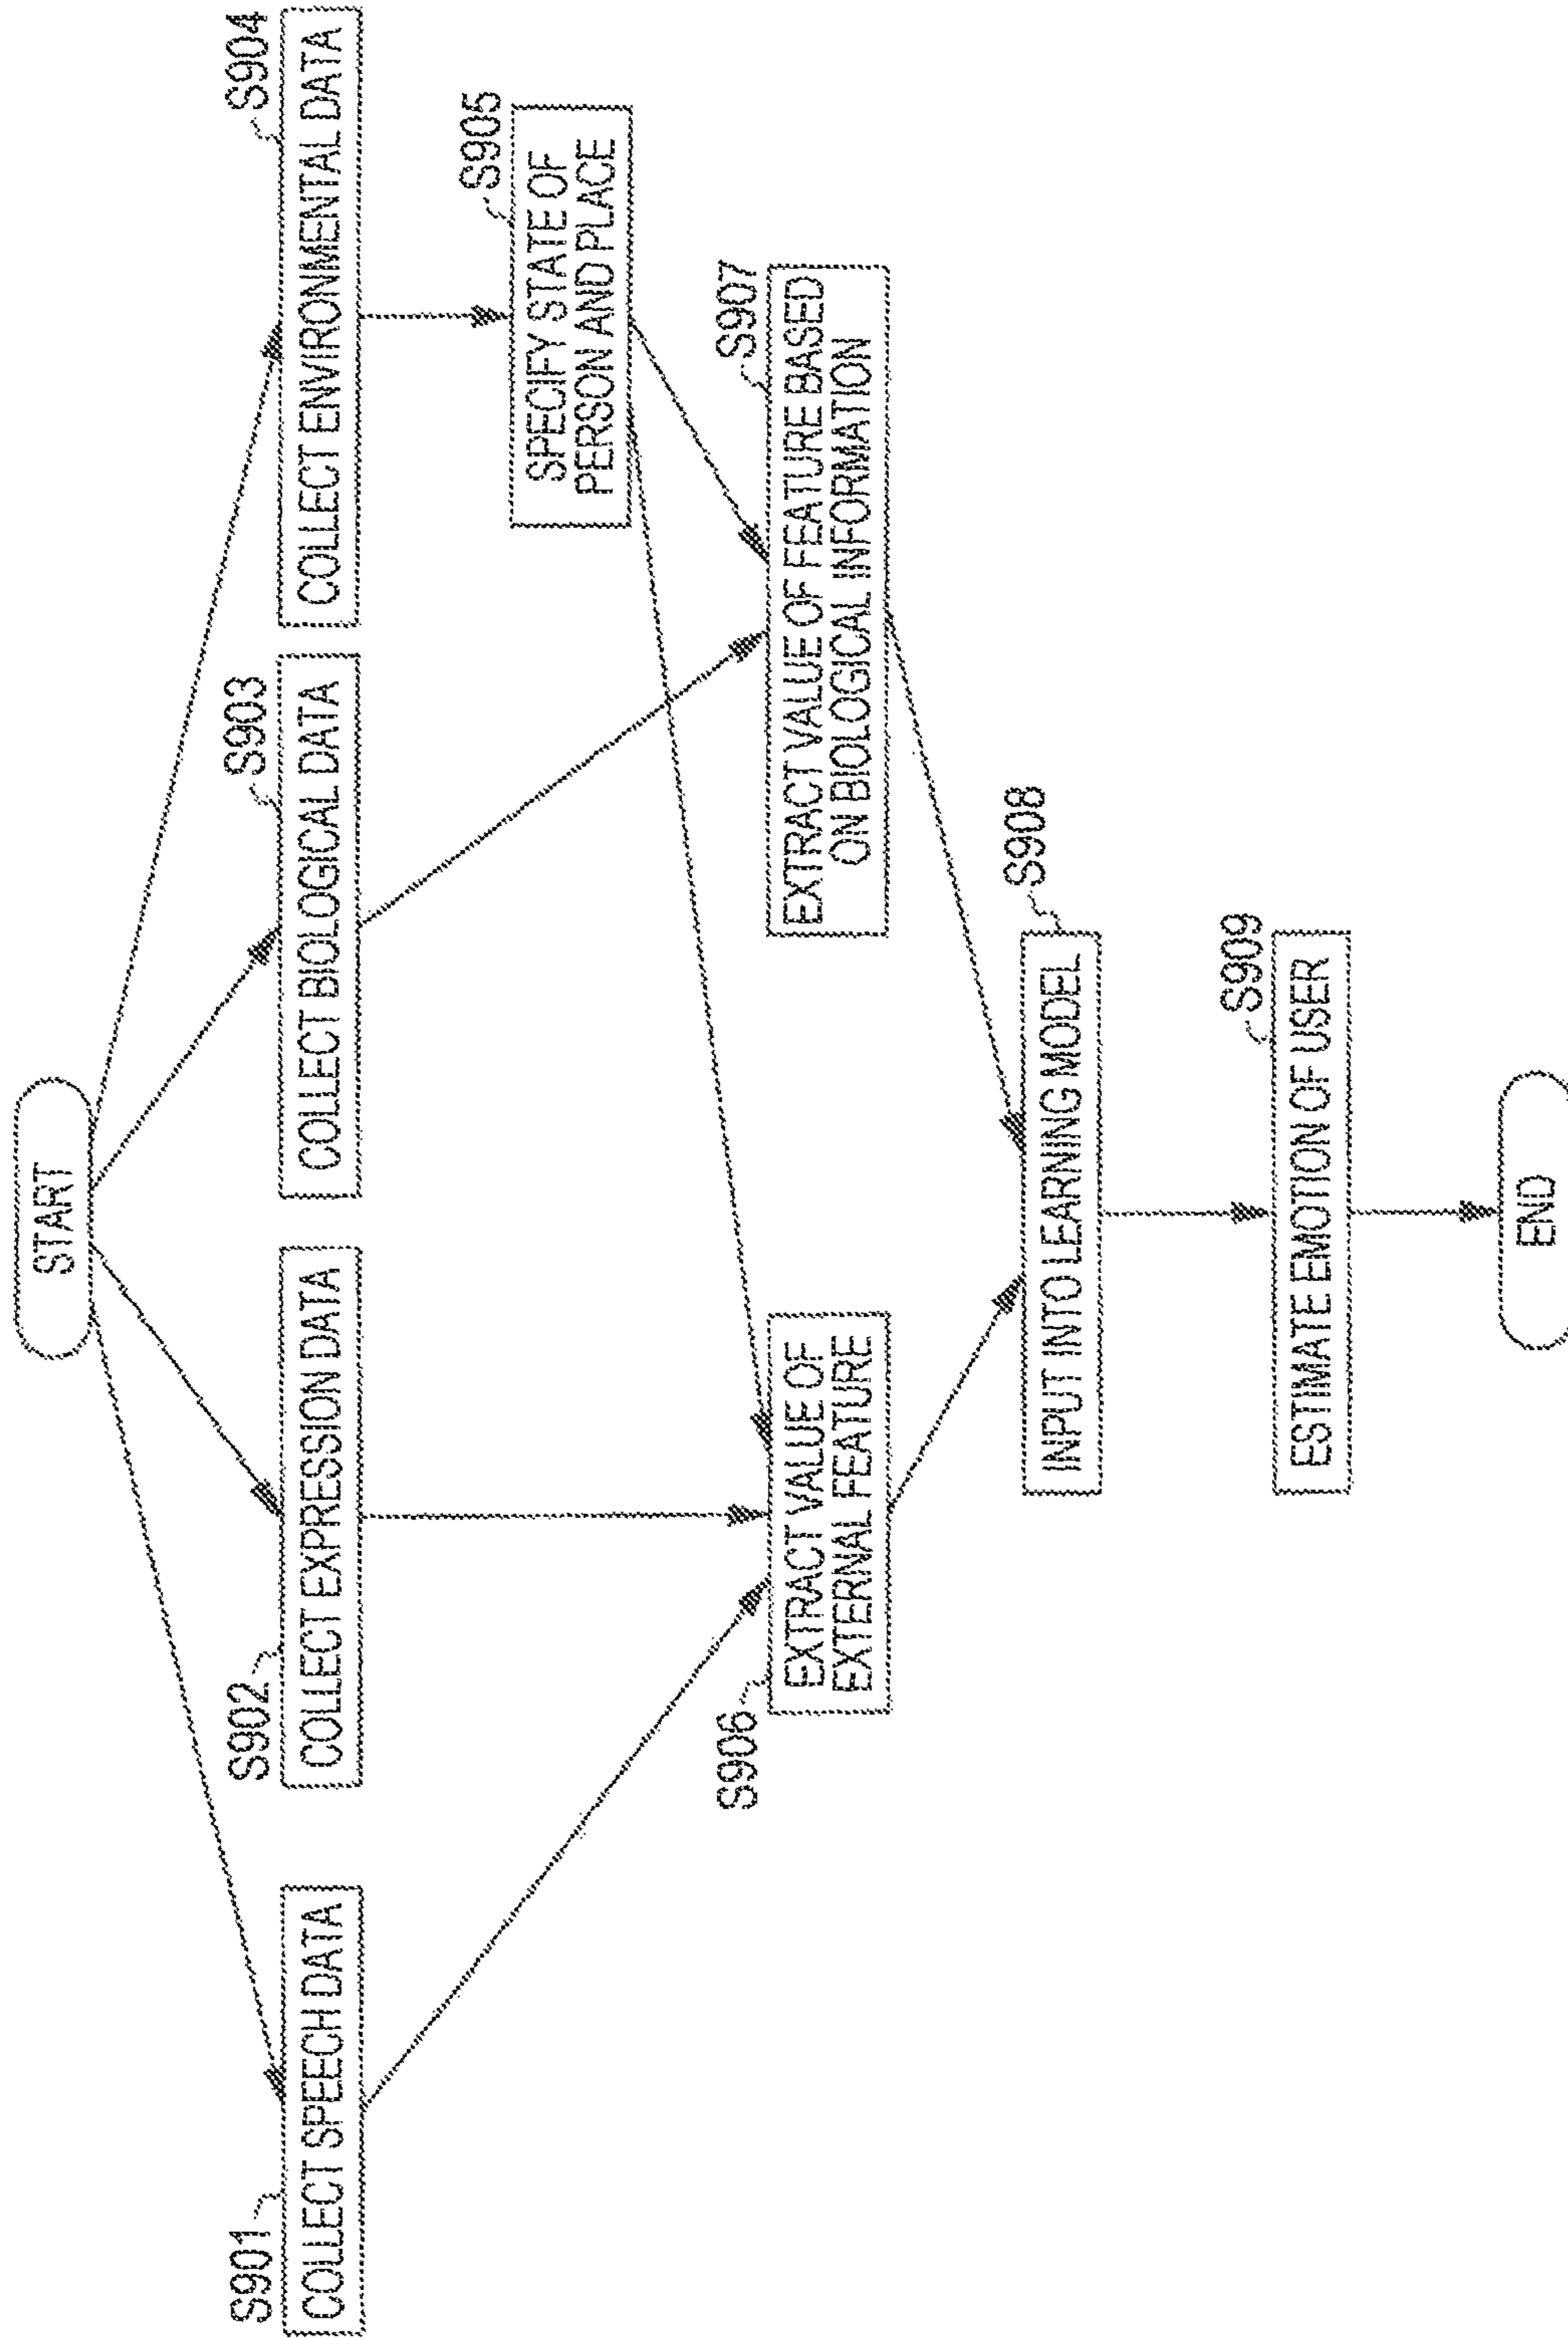 START
S901
COLLECT SPEECH DATA
S902
COLLECT EXPRESSION DATA
S903
COLLECT BIOLOGICAL DATA
S904
COLLECT ENVIRONMENTAL DATA
S905
SPECIFY STATE OF
PERSON AND PLACE
S906
EXTRACT VALUE OF
EXTERNAL FEATURE
S907
EXTRACT VALUE OF FEATURE BASED
ON BIOLOGICAL INFORMATION
S908
INPUT INTO LEARNING MODEL
S909
ESTIMATE EMOTION OF USER
END